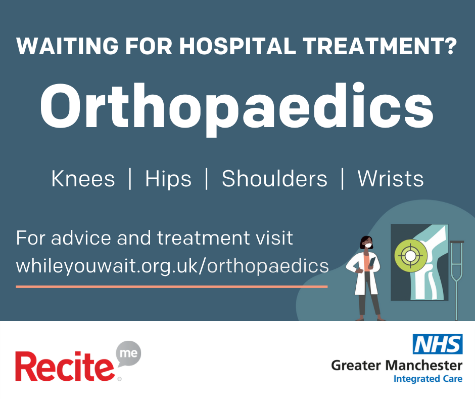 WAITING FOR HOSPITAL TREATMENT?
Orthopaedics
Knees | Hips | Shoulders | Wrists
For advice and treatment visit
whileyouwait.org.uk/orthopaedics
Recite me
NHS
Greater Manchester
Integrated Care